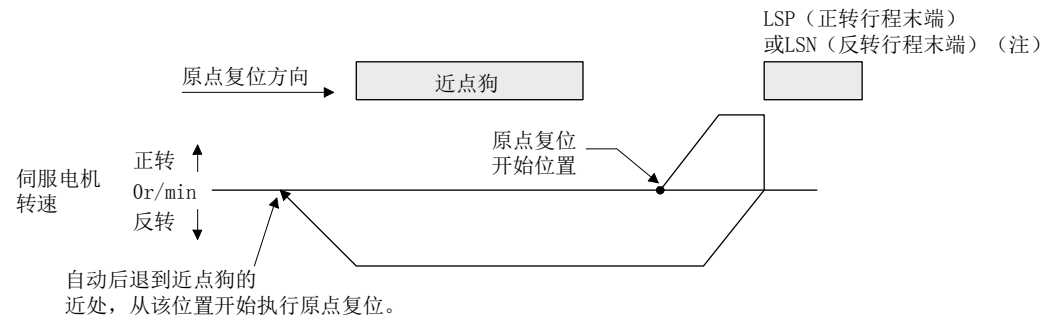 LSP（正转行程末端）
或LSN（反转行程末端）（注）
原点复位方向
近点狗
原点复位
开始位置
正转
伺服电机
转速
0r/min
反转
自动后退到近点狗的
近处，从该位置开始执行原点复位。